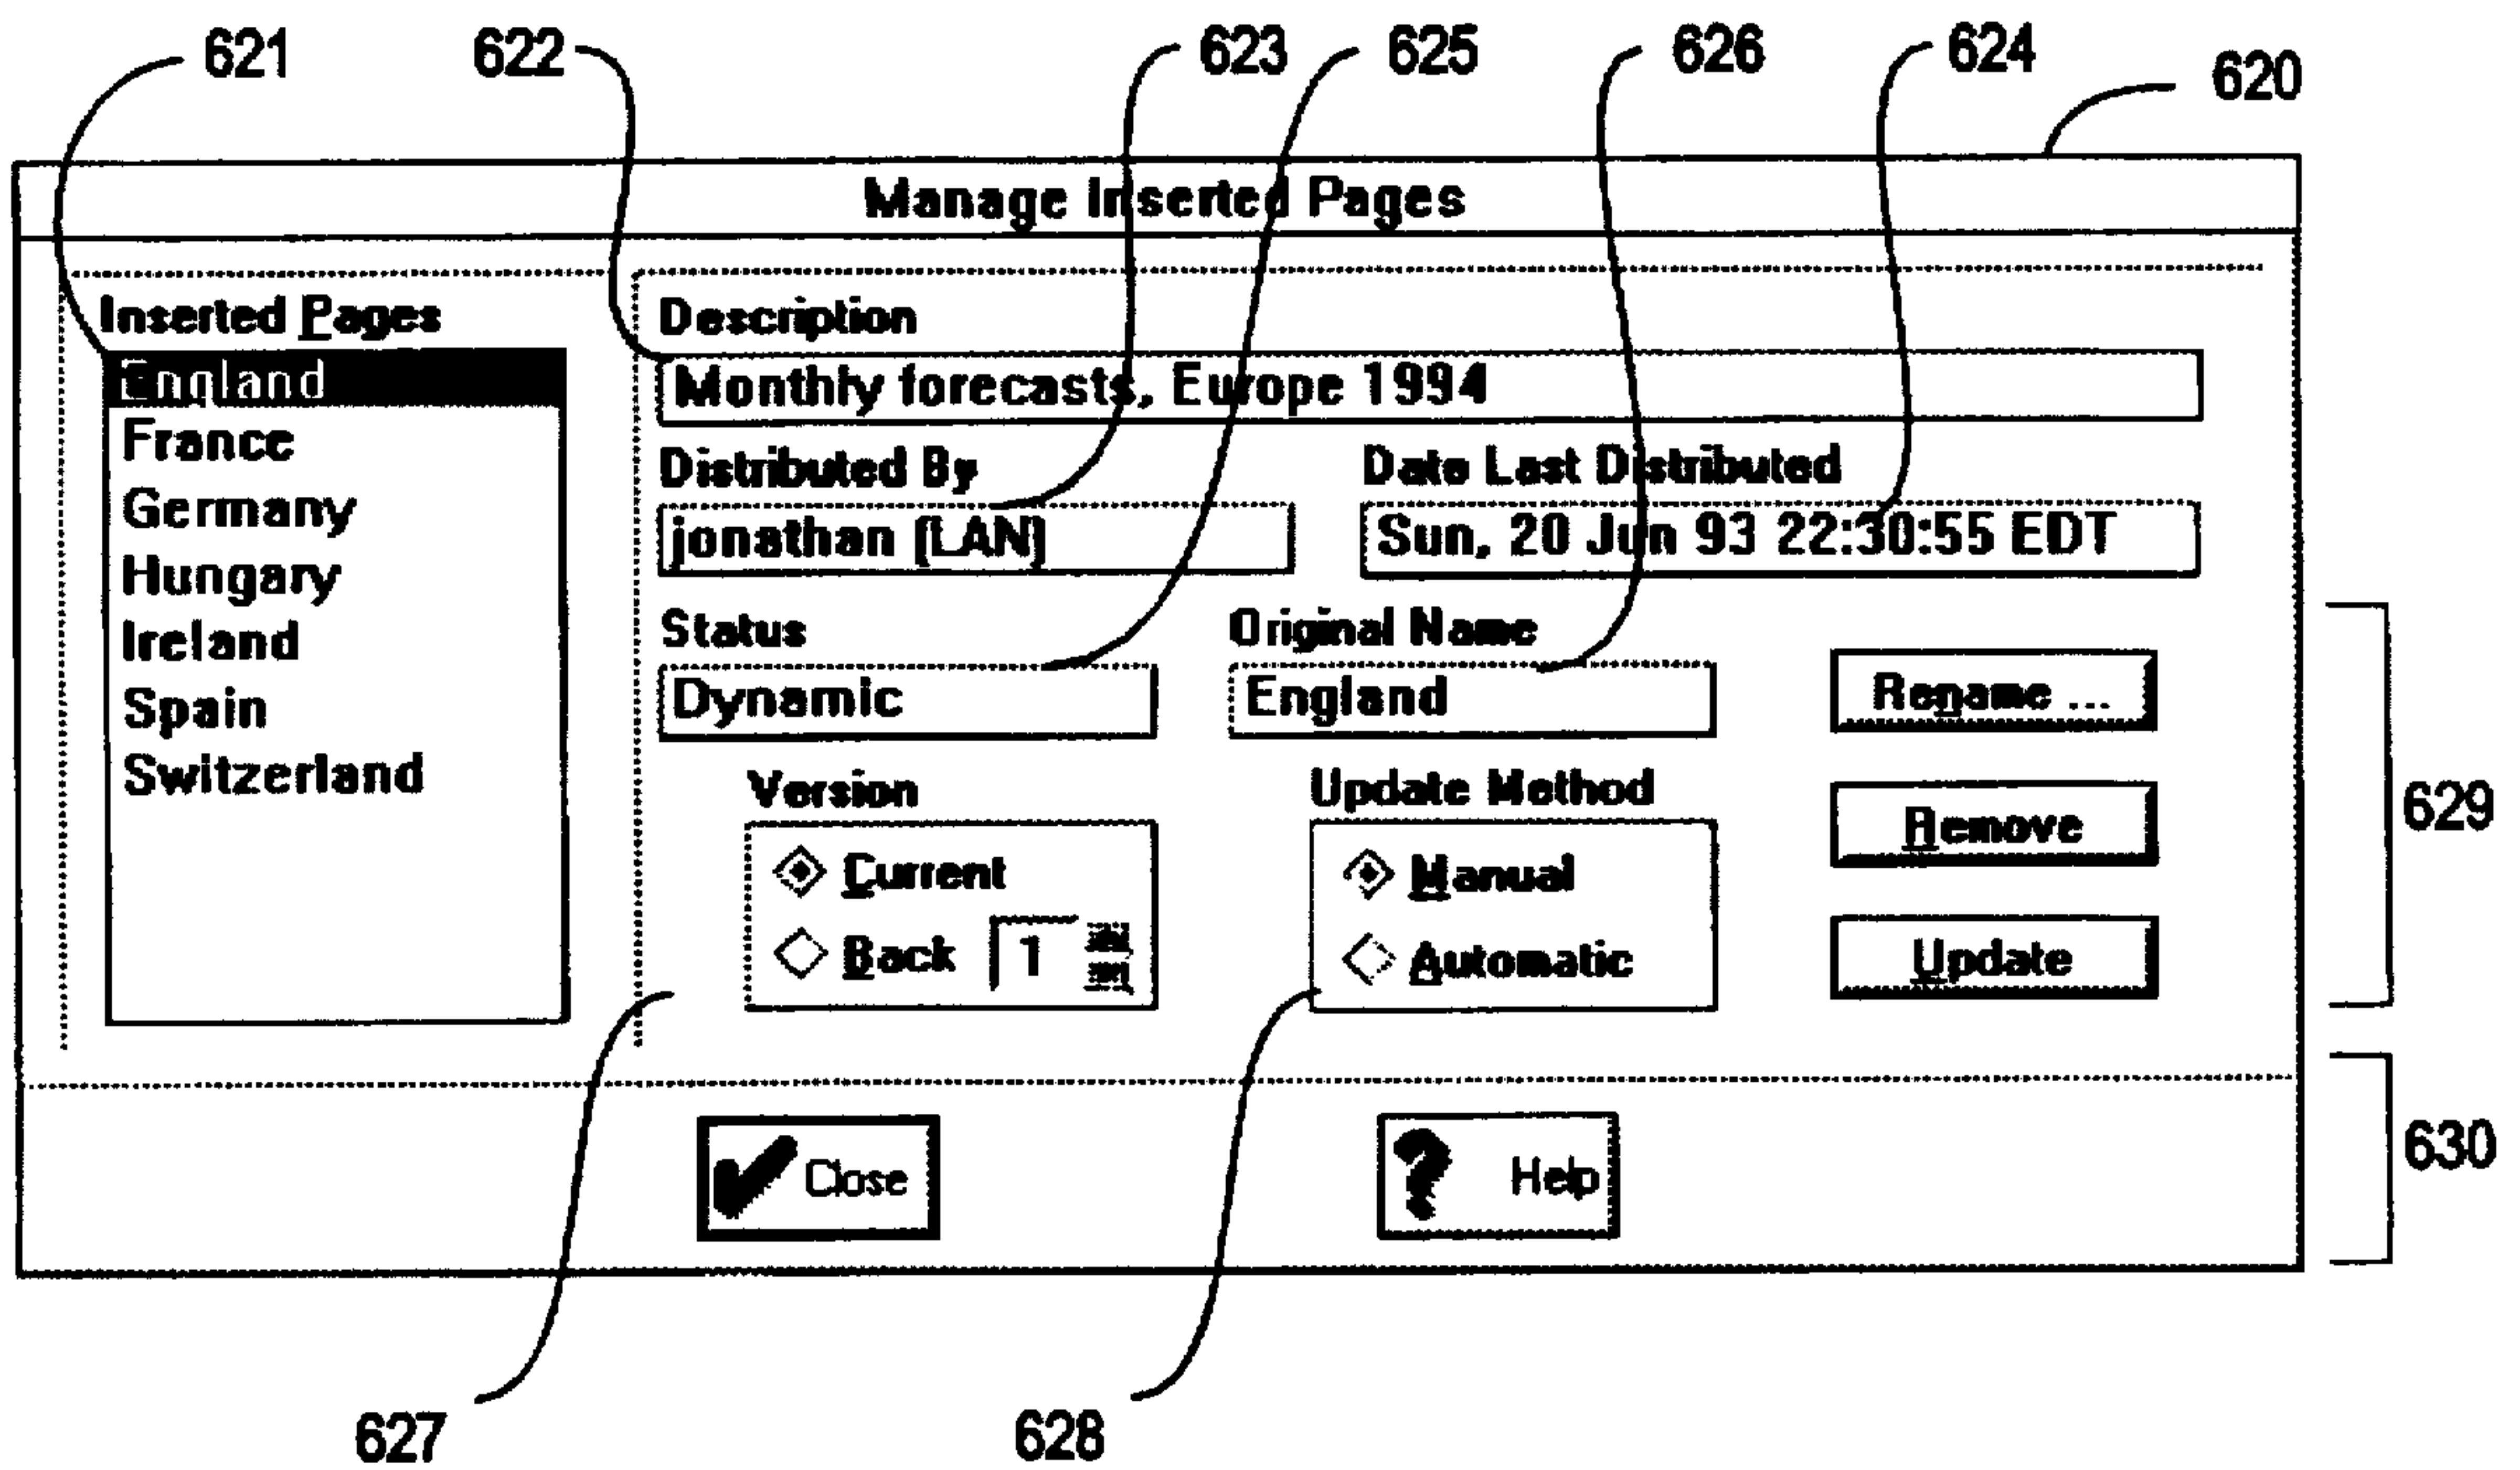 621 622 623 625 626 624 620
Manage Inserted Pages
Inserted Pages
England
France
Germany
Hungary
Ireland
Spain
Switzerland
Description
Monthly forecasts, Europe 1994
Distributed By Date Last Distributed
jonathan [LAN] Sun, 20 Jun 93 22:30:55 EDT
Status Original Name
Dynamic England Rename ...
Version Update Method
Current Manual Remove
Back 1 Automatic Update
629
Close Help
630
627 628